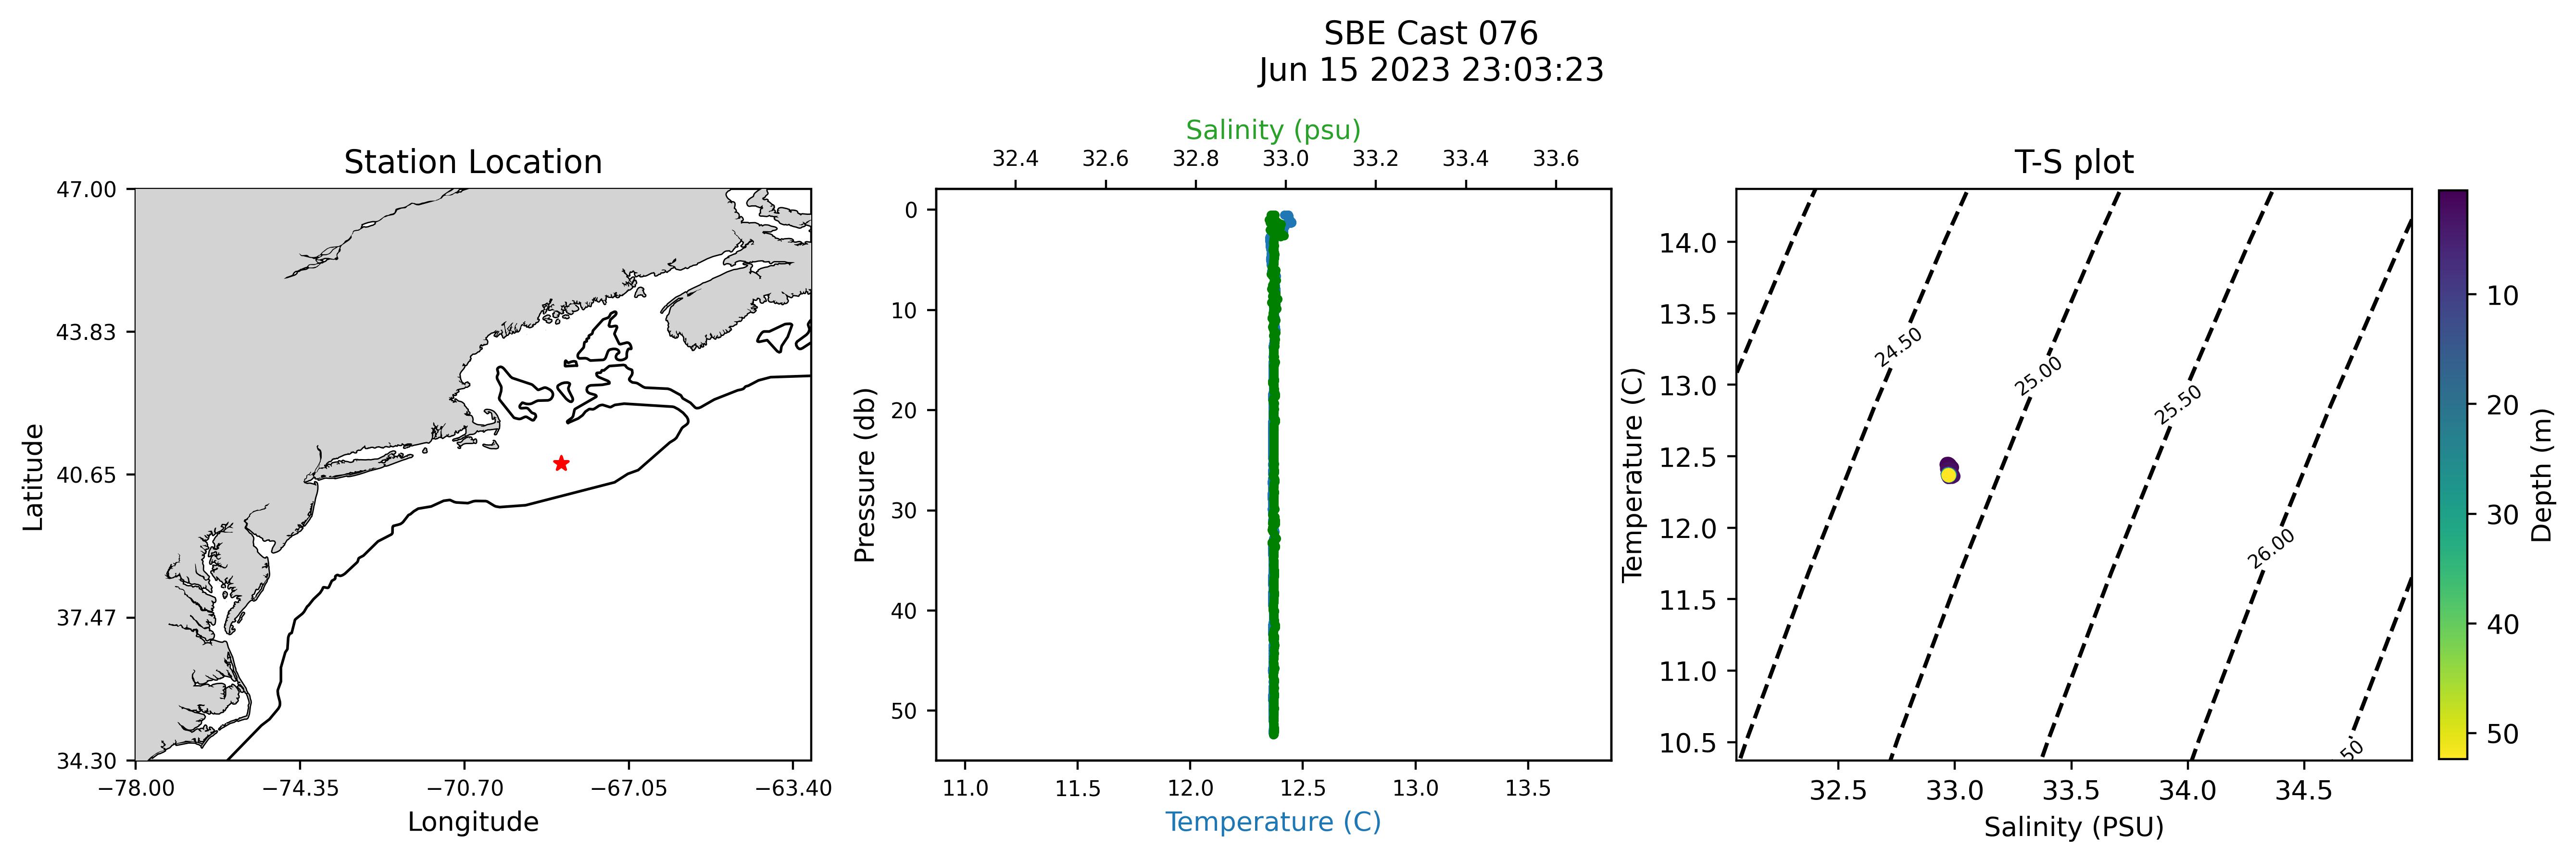 SBE Cast 076
Jun 15 2023 23:03:23
Station Location
47.00
43.83
40.65
37.47
34.30
Latitude
−78.00 −74.35 −70.70 −67.05 −63.40
Longitude
Salinity (psu)
32.4 32.6 32.8 33.0 33.2 33.4 33.6
0
10
20
30
40
50
Pressure (db)
11.0 11.5 12.0 12.5 13.0 13.5
Temperature (C)
T-S plot
14.0
13.5
13.0
12.5
12.0
11.5
11.0
10.5
Temperature (C)
24.50
25.00
25.50
26.00
50
32.5 33.0 33.5 34.0 34.5
Salinity (PSU)
10
20
30
40
50
Depth (m)